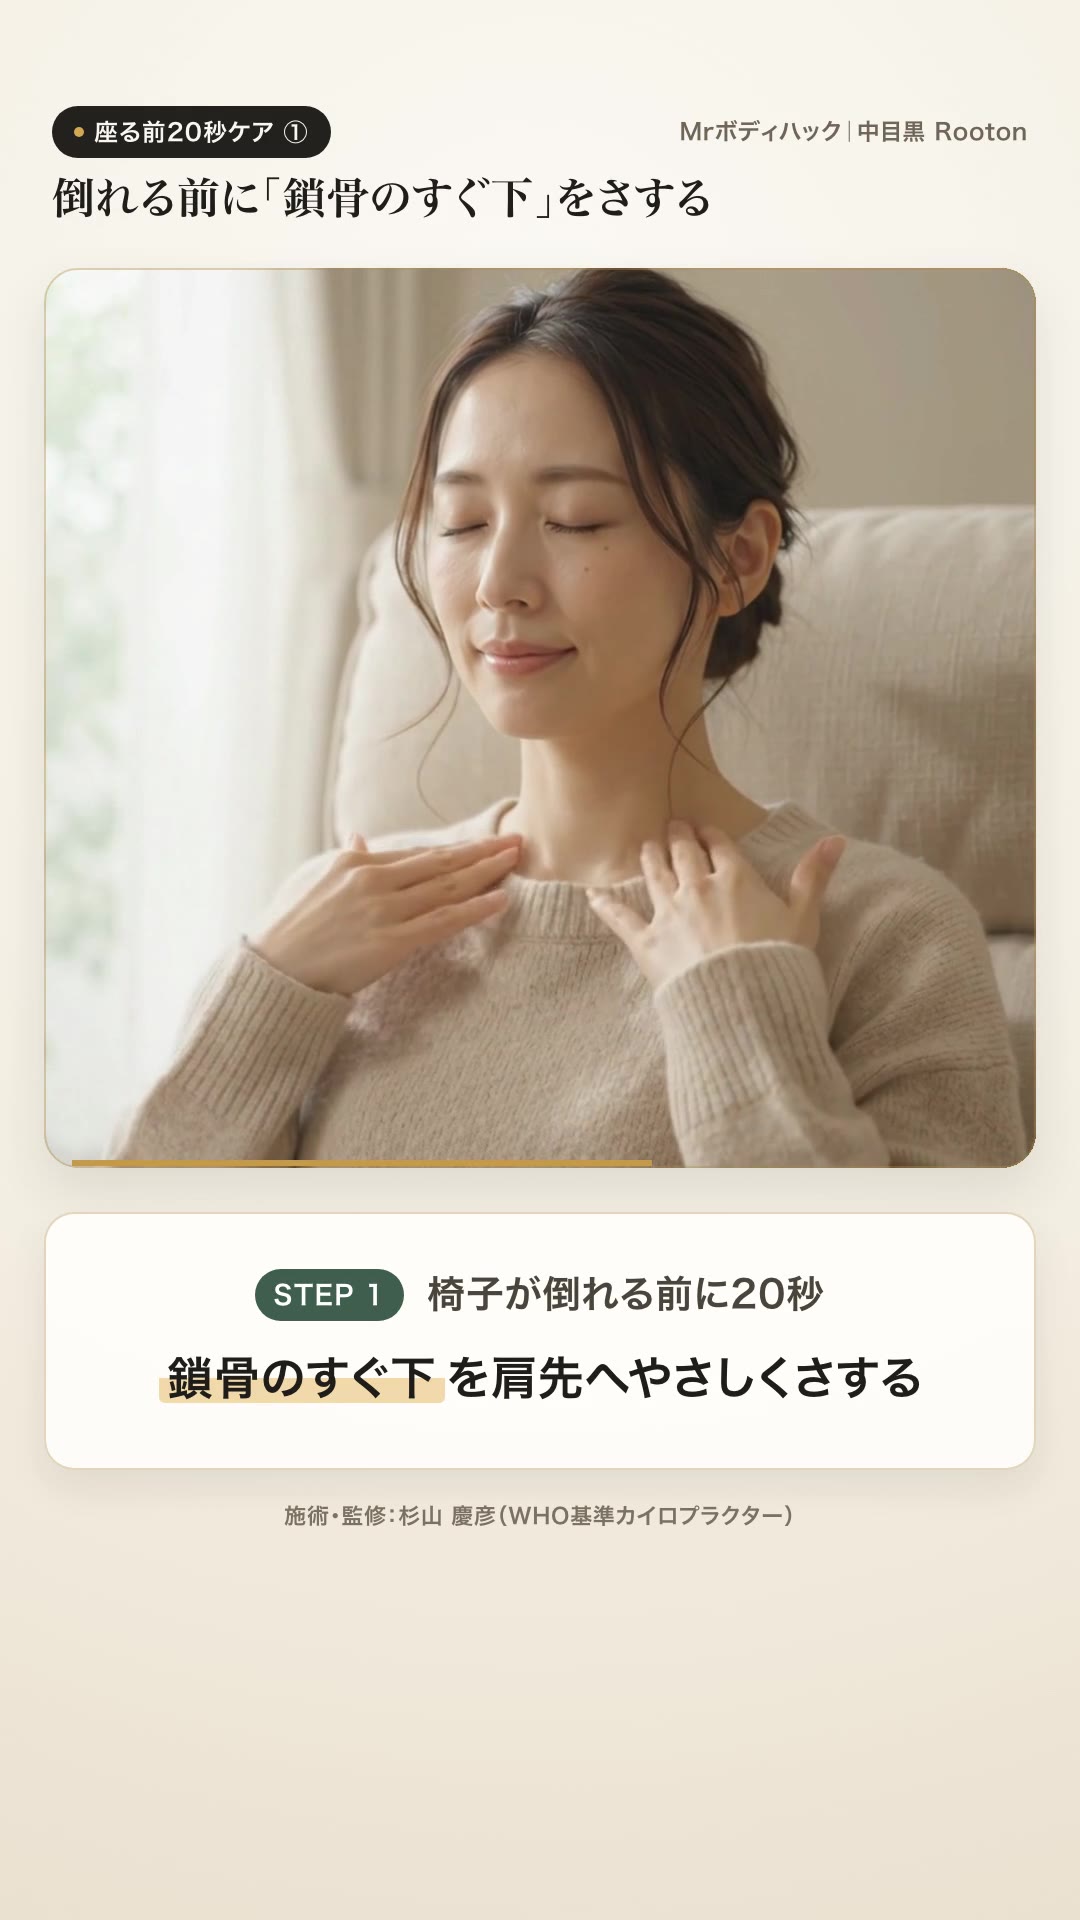 座る前20秒ケア ①
Mrボディハック|中目黒 Rooton
倒れる前に「鎖骨のすぐ下」をさする
STEP 1 椅子が倒れる前に20秒
鎖骨のすぐ下を肩先へやさしくさする
施術・監修:杉山 慶彦(WHO基準カイロプラクター)